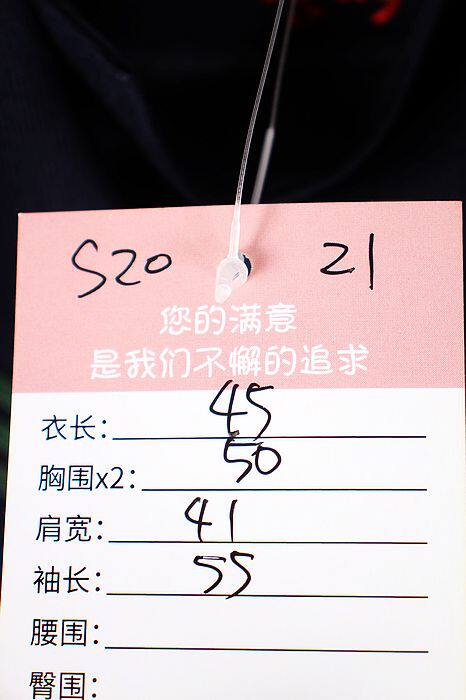 S20 21
您的满意
是我们不懈的追求
衣长: 45
胸围x2: 50
肩宽: 41
袖长: 55
腰围:
臀围: